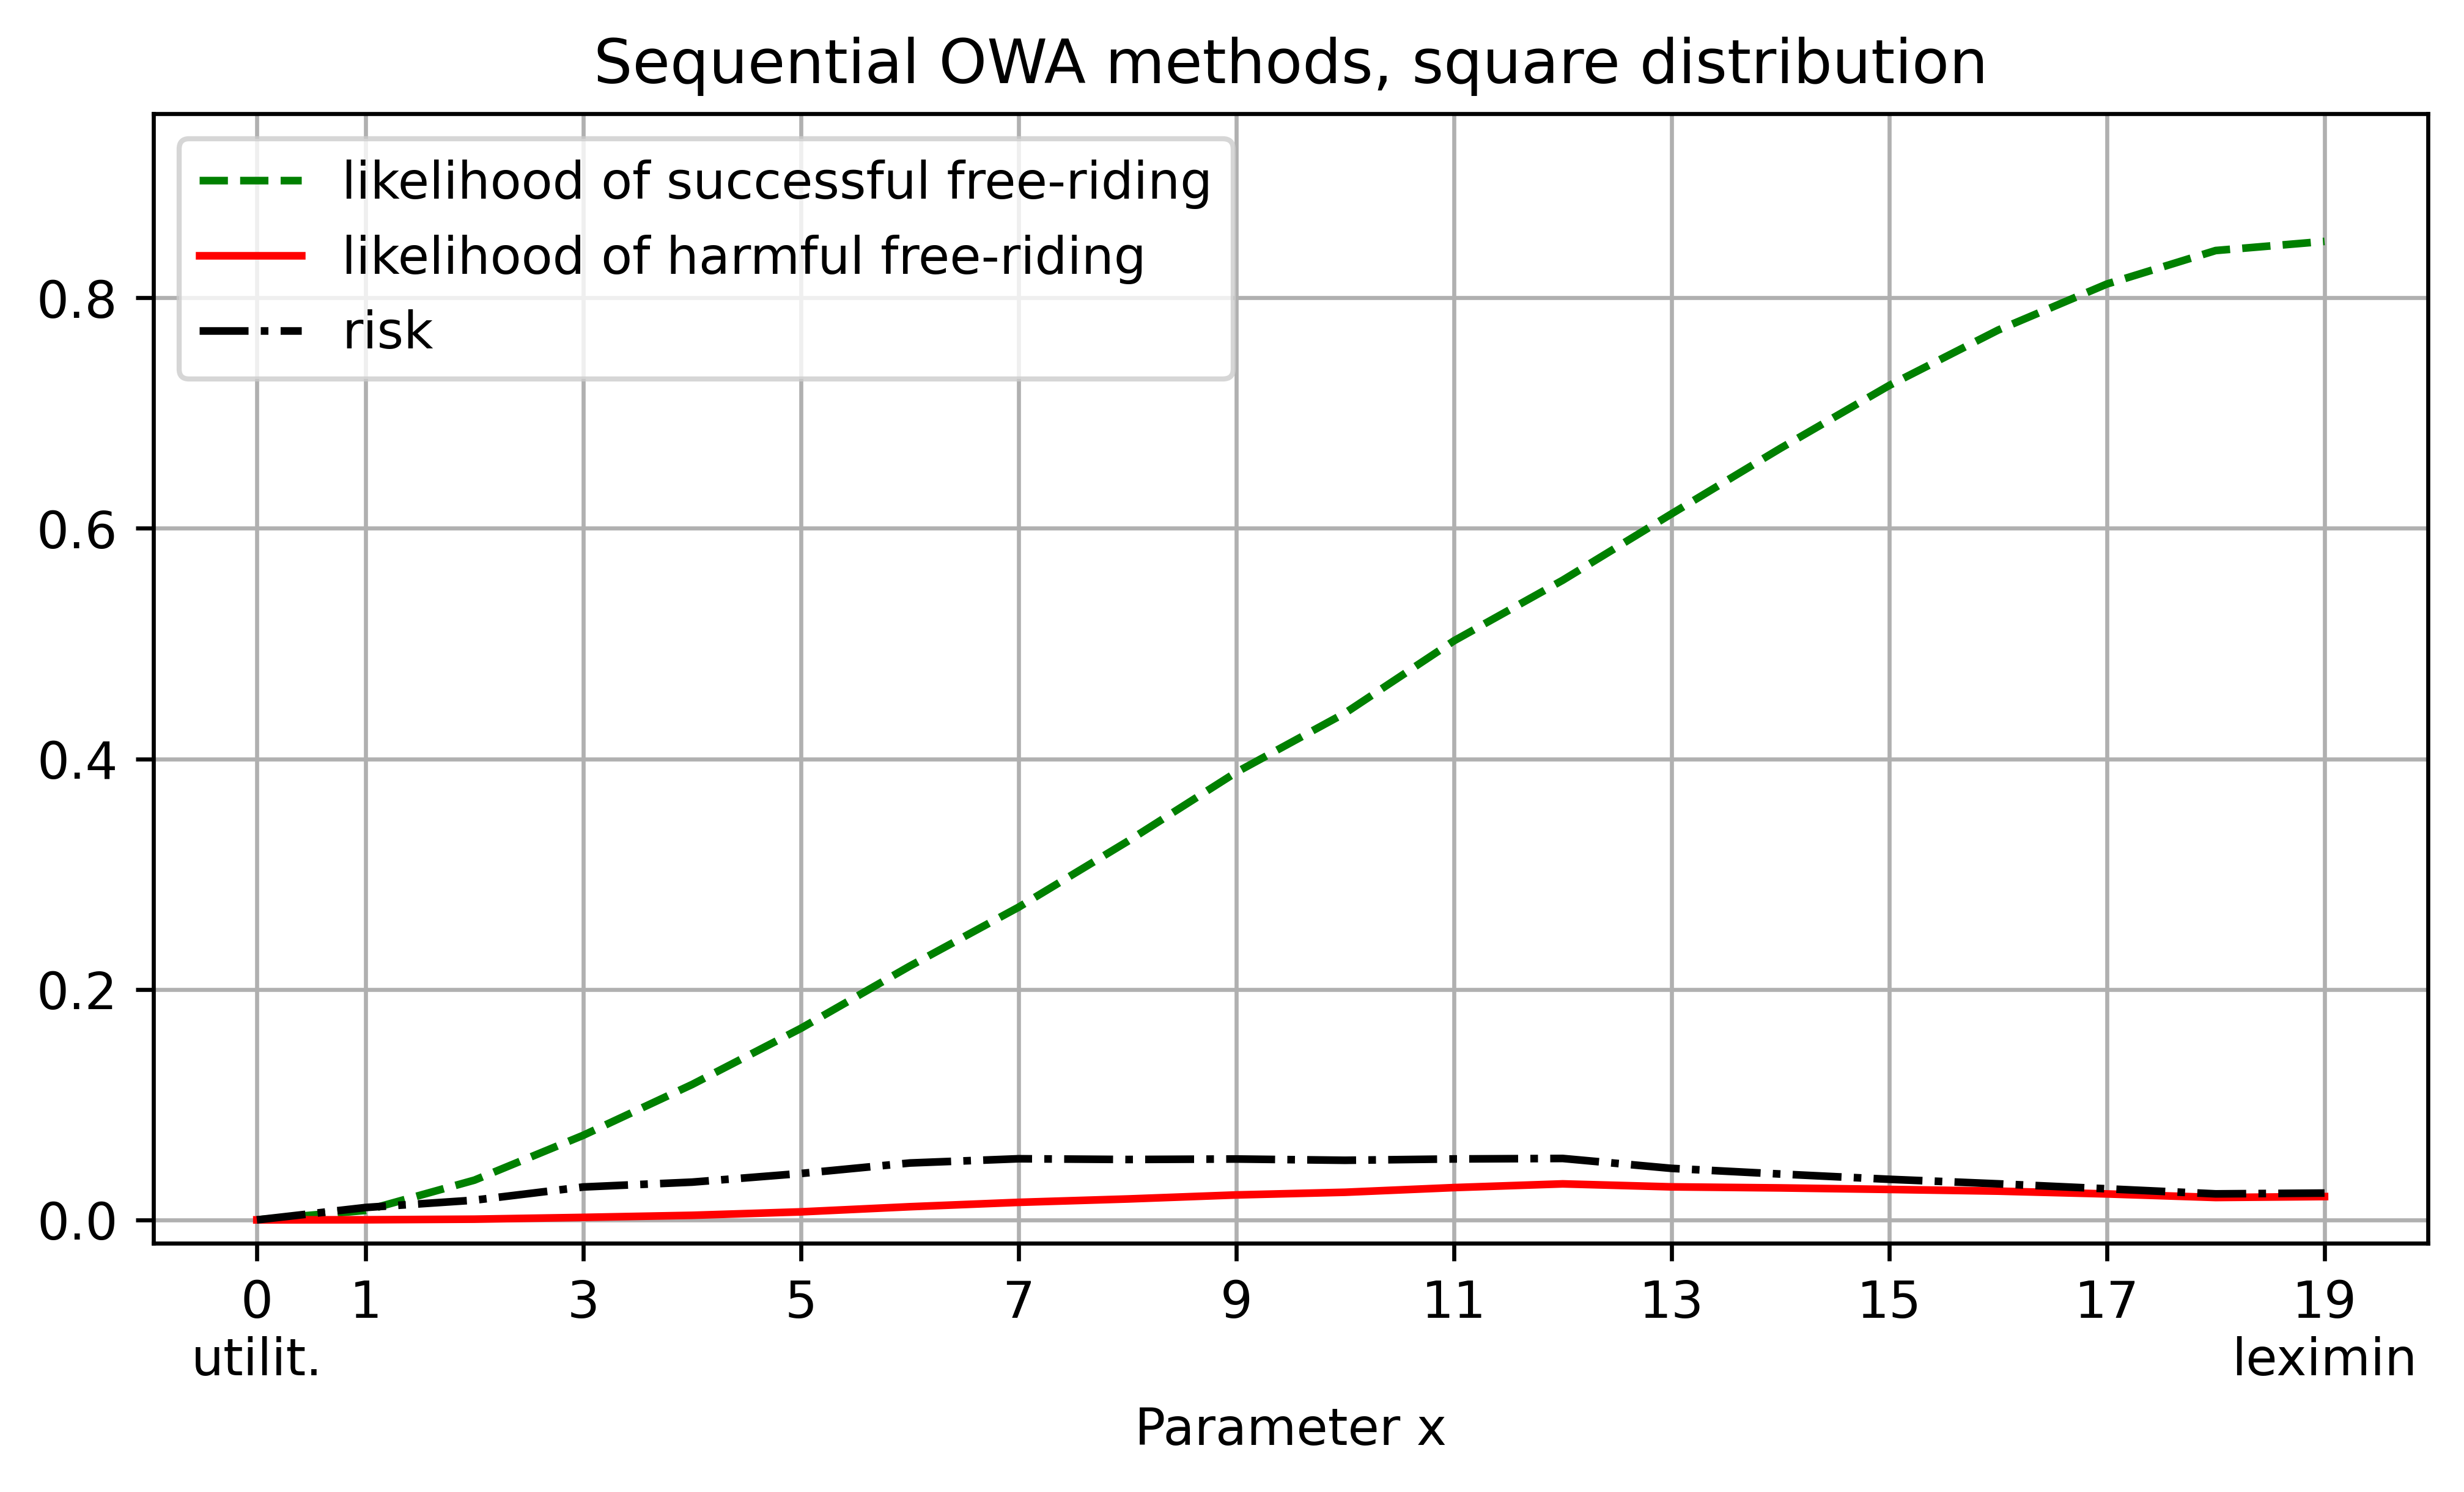 Sequential OWA methods, square distribution
likelihood of successful free-riding
likelihood of harmful free-riding
risk
0.8
0.6
0.4
0.2
0.0
0 1 3 5 7 9 11 13 15 17 19
utilit. leximin
Parameter x